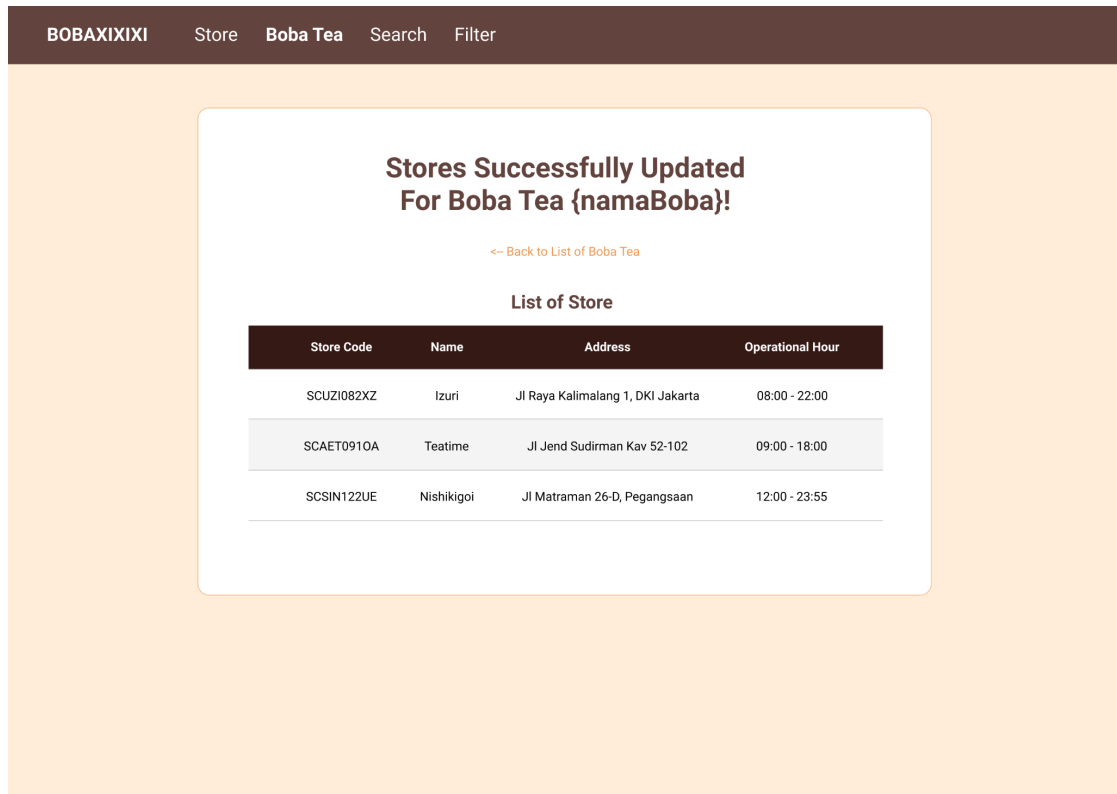 BOBAXIXIXI Store Boba Tea Search Filter
Stores Successfully Updated
For Boba Tea {namaBoba}!
<-- Back to List of Boba Tea
List of Store
Store Code Name Address Operational Hour
SCUZI082XZ Izuri Jl Raya Kalimalang 1, DKI Jakarta 08:00 - 22:00
SCAET091OA Teatime Jl Jend Sudirman Kav 52-102 09:00 - 18:00
SCSIN122UE Nishikigoi Jl Matraman 26-D, Pegangsaan 12:00 - 23:55